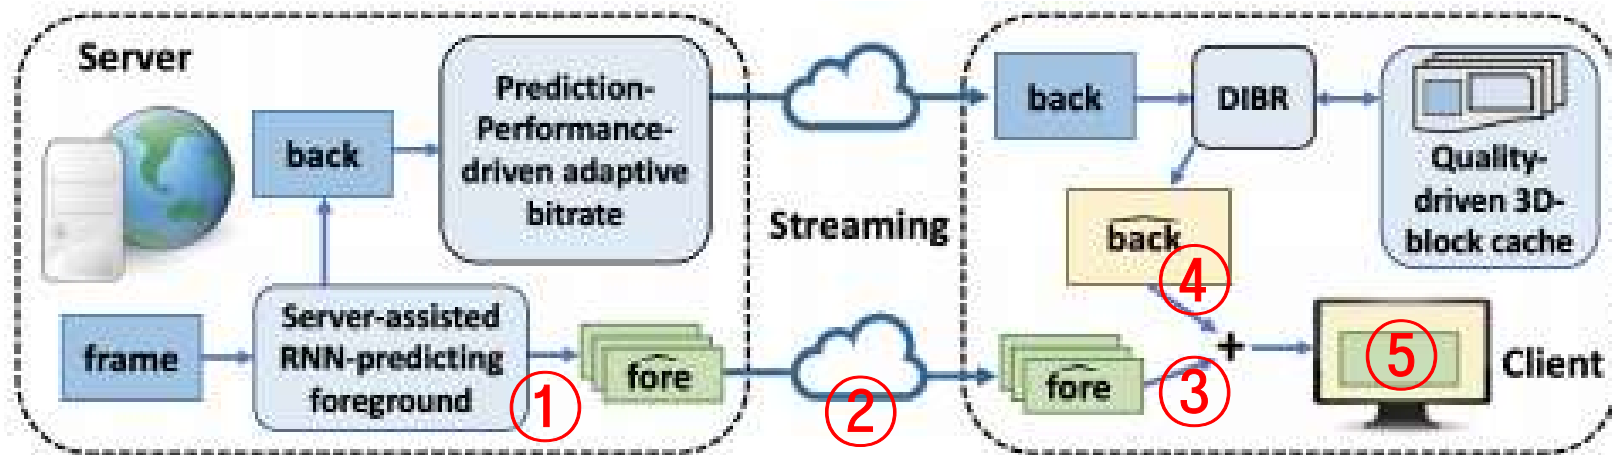 Server
Prediction-
Performance-
driven adaptive
bitrate
back
frame
Server-assisted
RNN-predicting
foreground
①
fore
Streaming
②
back
DIBR
Quality-
driven 3D-
block cache
back
④
fore
③
+
⑤
Client